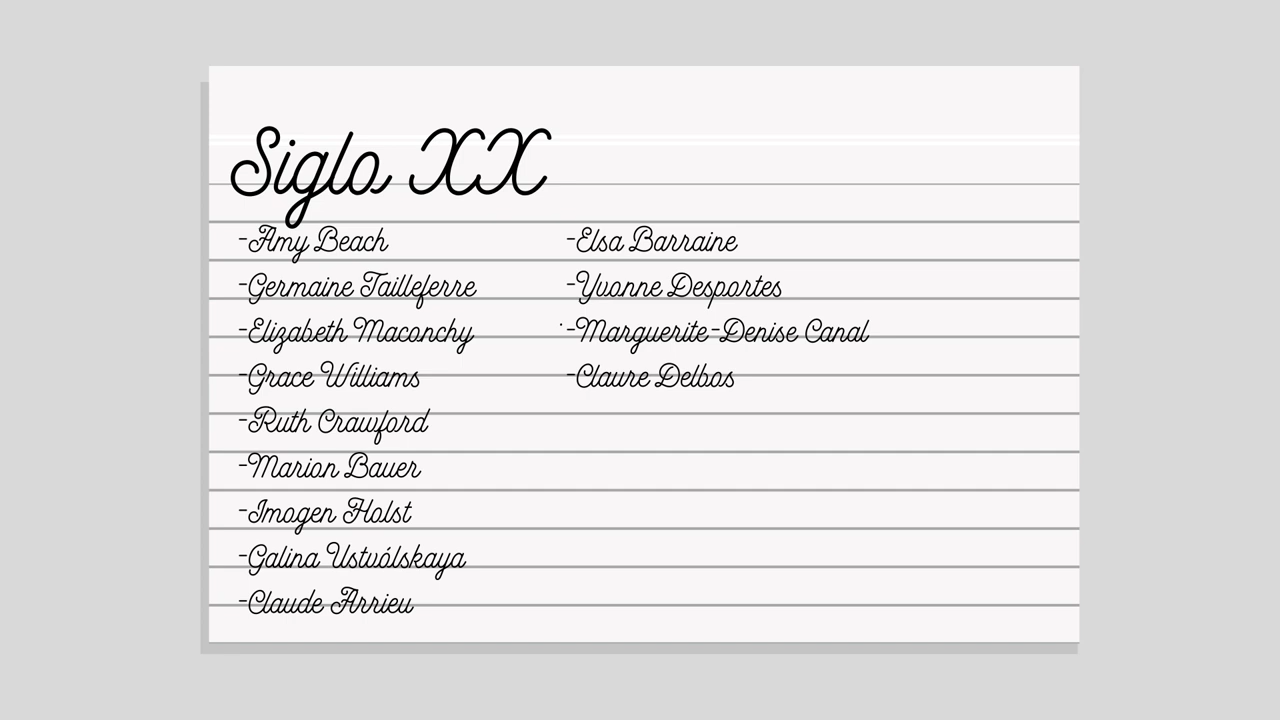 Siglo XX
-Amy Beach
-Germaine Tailleferre
-Elizabeth Maconchy
-Grace Williams
-Ruth Crawford
-Marion Bauer
-Imogen Holst
-Galina Ustvólskaya
-Claude Arrieu
-Elsa Barraine
-Yvonne Desportes
-Marguerite-Denise Canal
-Claure Delbos